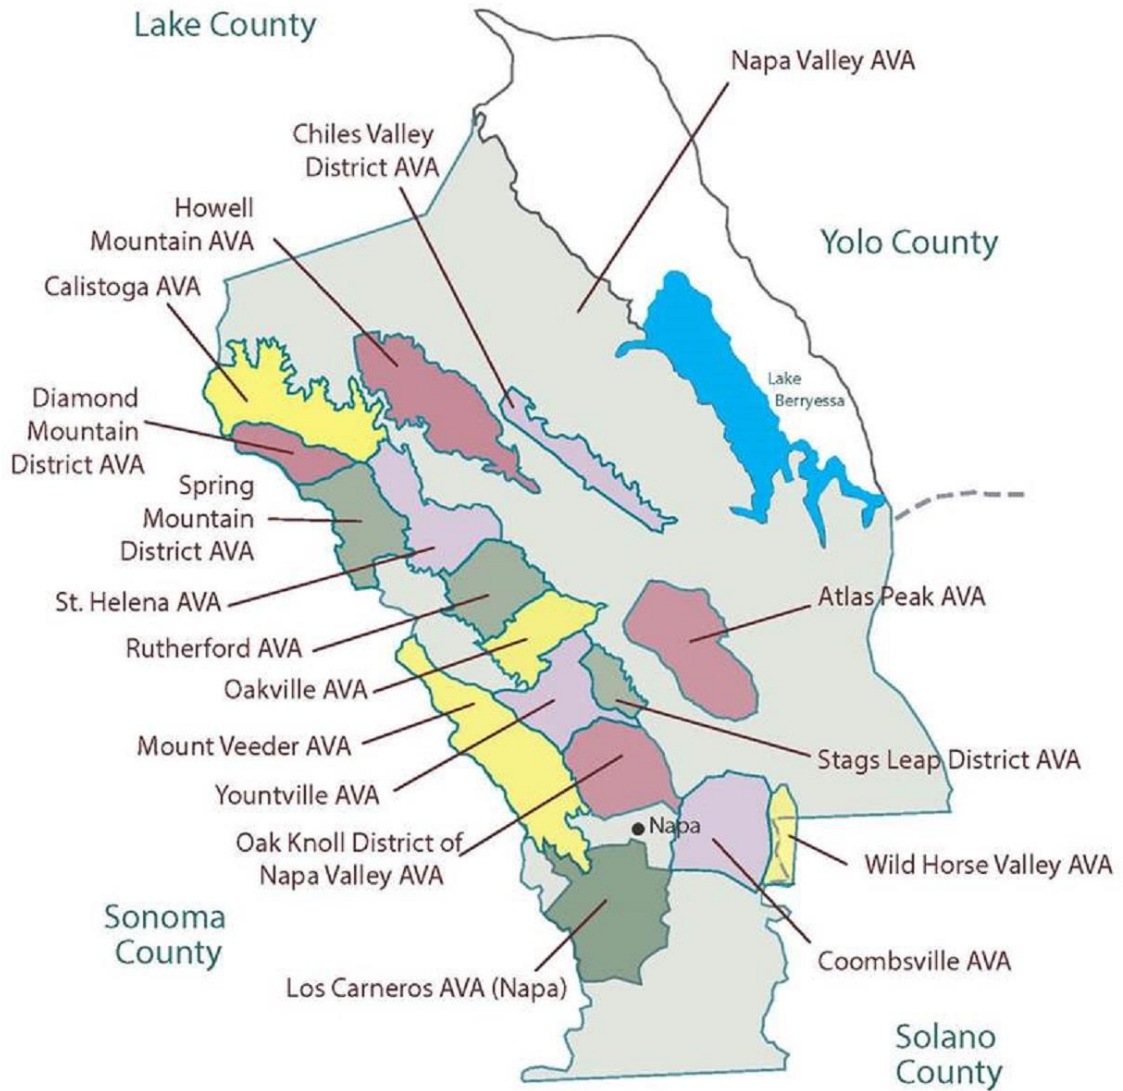 Lake County
Napa Valley AVA
Chiles Valley
District AVA
Howell
Mountain AVA
Yolo County
Calistoga AVA
Lake
Berryessa
Diamond
Mountain
District AVA
Spring
Mountain
District AVA
St. Helena AVA
Atlas Peak AVA
Rutherford AVA
Oakville AVA
Mount Veeder AVA
Stags Leap District AVA
Yountville AVA
Napa
Oak Knoll District of
Napa Valley AVA
Wild Horse Valley AVA
Sonoma
County
Coombsville AVA
Los Carneros AVA (Napa)
Solano
County